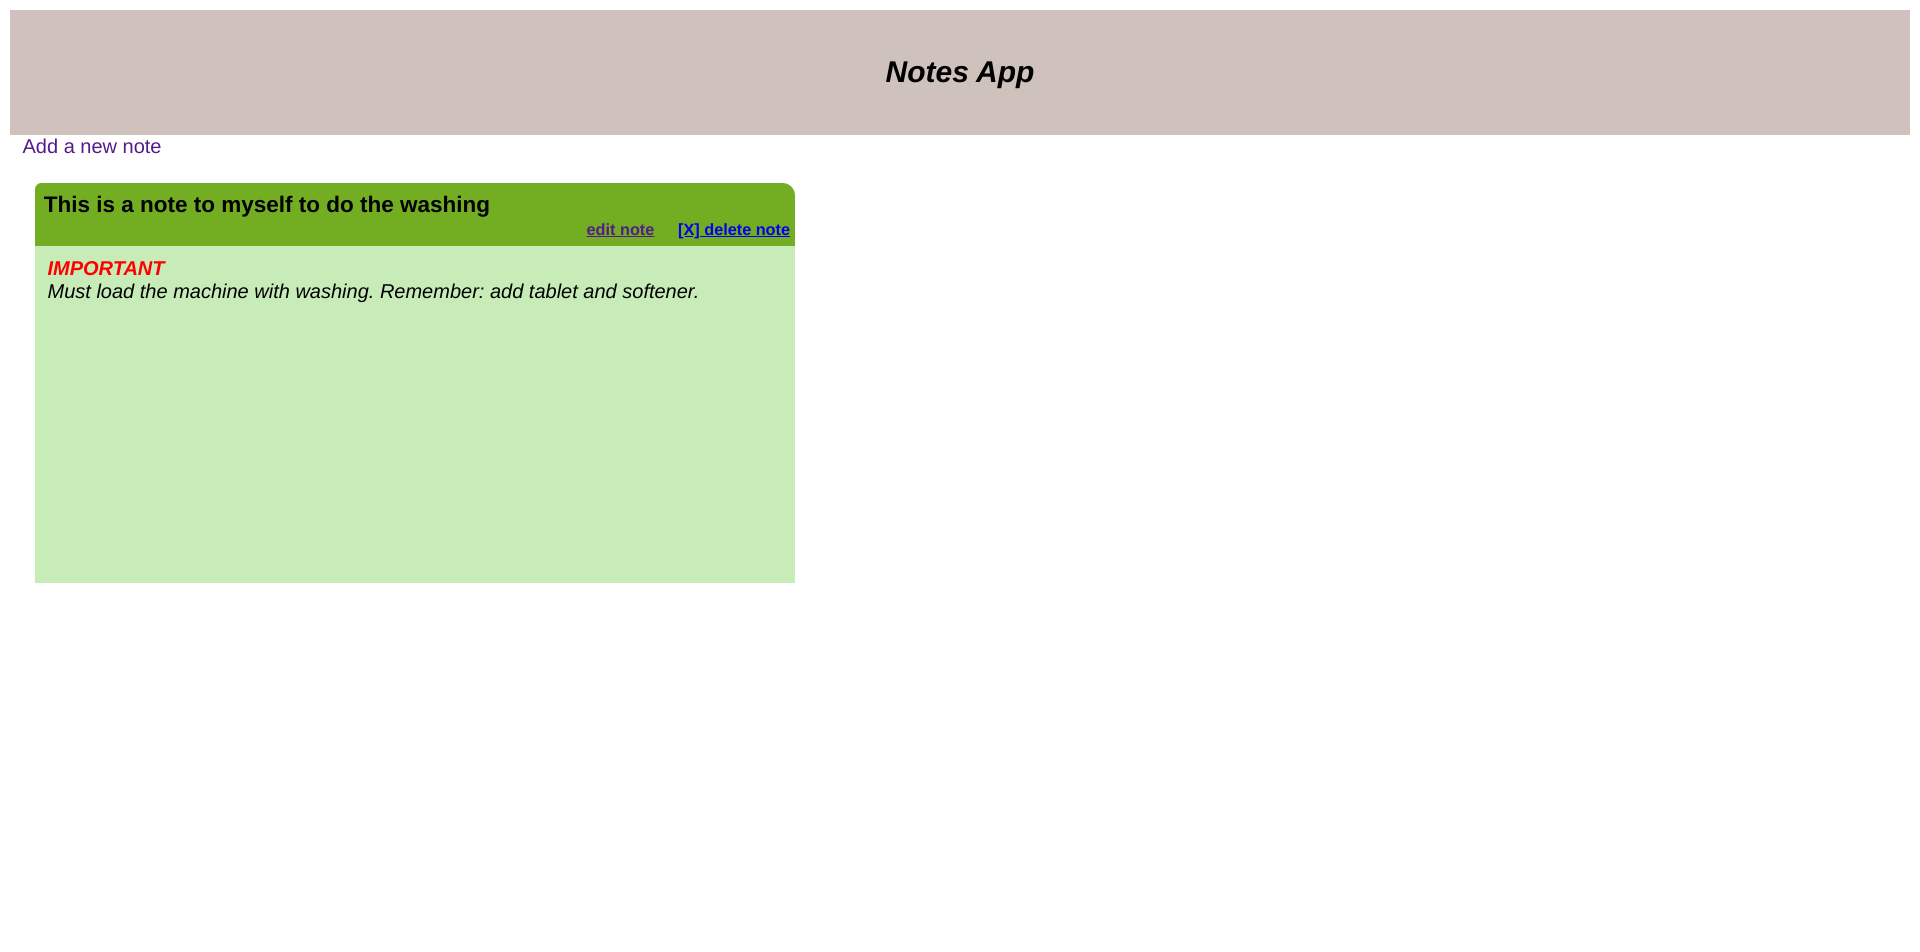 Notes App
Add a new note
This is a note to myself to do the washing
edit note [X] delete note
IMPORTANT
Must load the machine with washing. Remember: add tablet and softener.